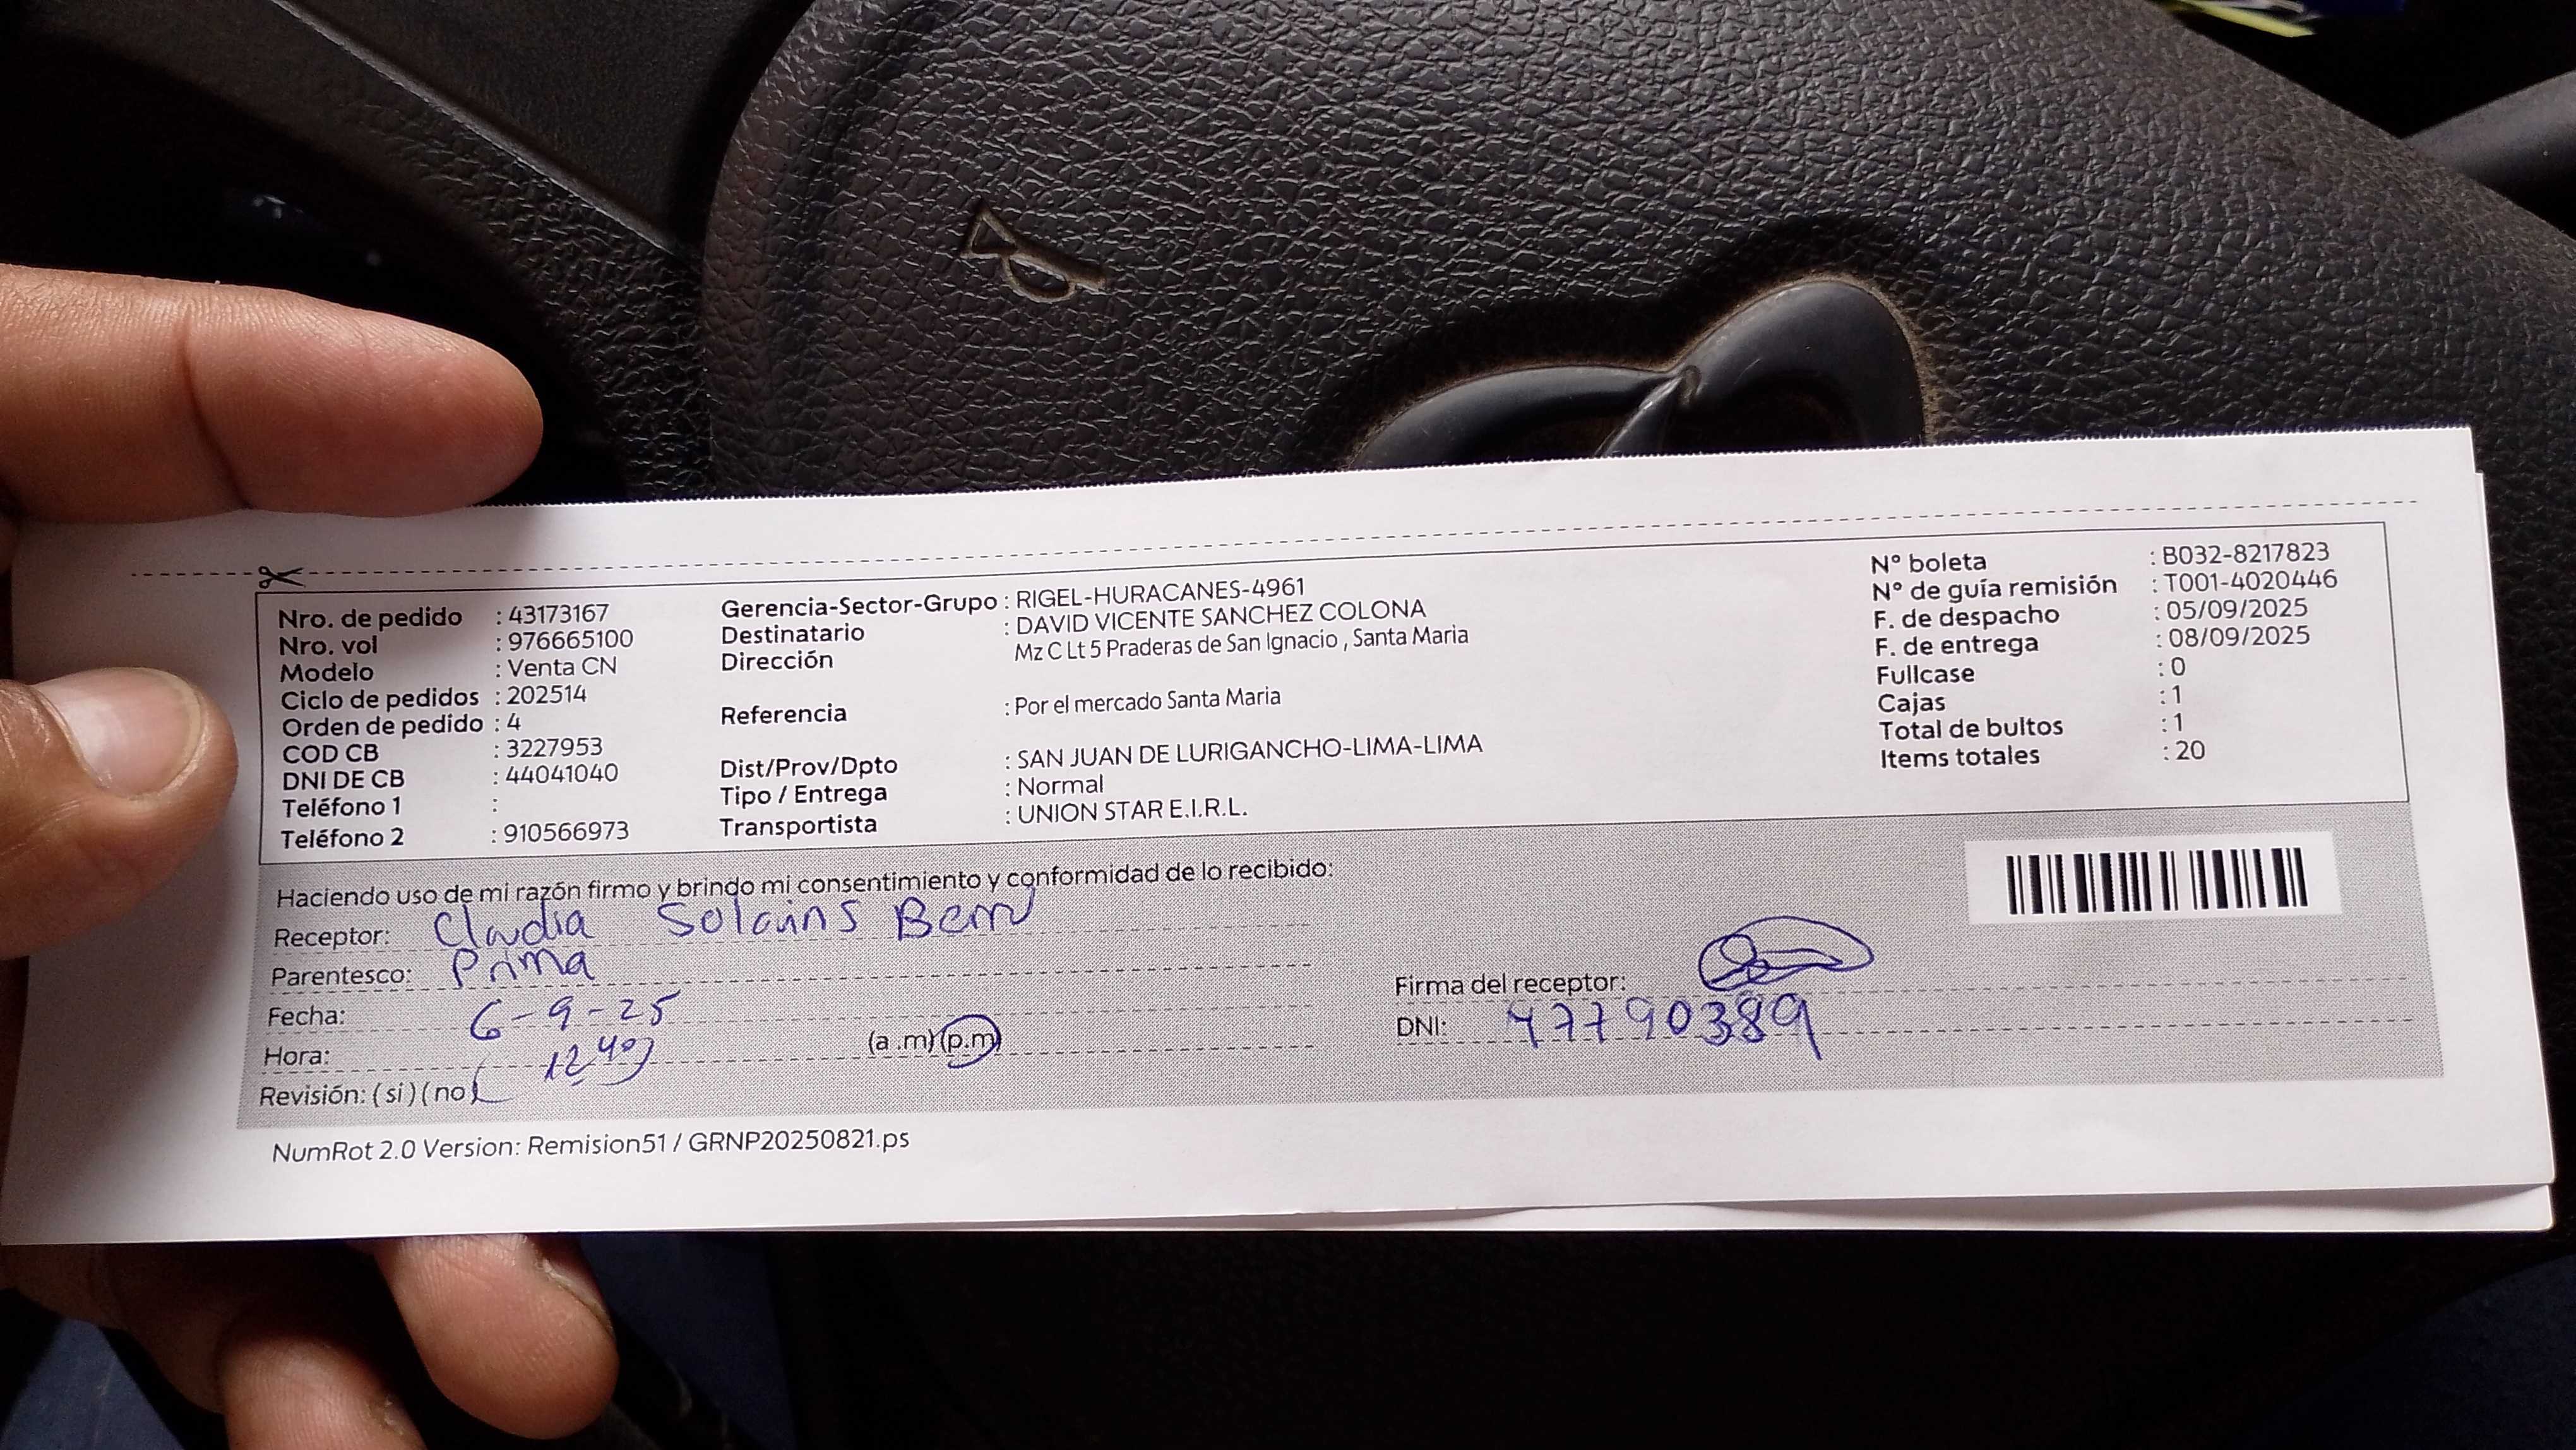 Nro. de pedido : 43173167
Nro. vol : 976665100
Modelo : Venta CN
Ciclo de pedidos : 202514
Orden de pedido : 4
COD CB : 3227953
DNI DE CB : 44041040
Teléfono 1 :
Teléfono 2 : 910566973
Gerencia-Sector-Grupo : RIGEL-HURACANES-4961
Destinatario : DAVID VICENTE SANCHEZ COLONA
Dirección Mz C Lt 5 Praderas de San Ignacio , Santa Maria
Referencia : Por el mercado Santa Maria
Dist/Prov/Dpto : SAN JUAN DE LURIGANCHO-LIMA-LIMA
Tipo / Entrega : Normal
Transportista : UNION STAR E.I.R.L.
N° boleta : B032-8217823
N° de guía remisión : T001-4020446
F. de despacho : 05/09/2025
F. de entrega : 08/09/2025
Fullcase : 0
Cajas : 1
Total de bultos : 1
Items totales : 20
Haciendo uso de mi razón firmo y brindo mi consentimiento y conformidad de lo recibido:
Receptor: Claudia
Parentesco: Prima
Fecha: 6-9-25
Hora: 12 40 (a .m) (p.m)
Revisión: ( si ) ( no )
Firma del receptor:
DNI: 47790389
NumRot 2.0 Version: Remision51 / GRNP20250821.ps